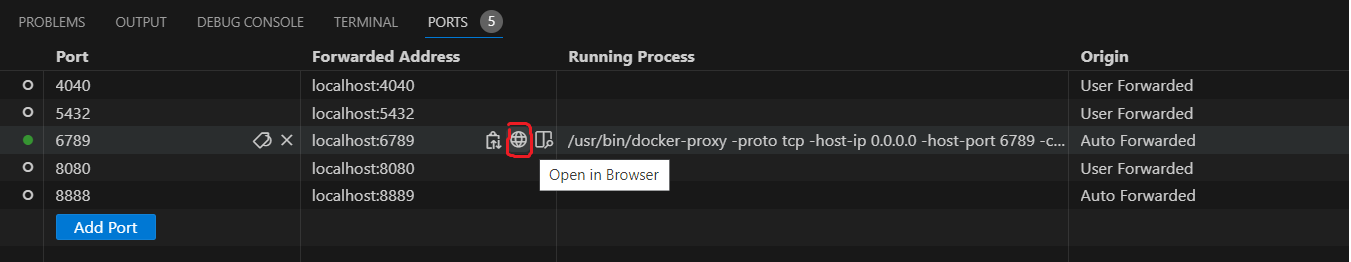 PROBLEMS OUTPUT DEBUG CONSOLE TERMINAL PORTS 5
Port Forwarded Address Running Process Origin
4040 localhost:4040 User Forwarded
5432 localhost:5432 User Forwarded
6789 localhost:6789 /usr/bin/docker-proxy -proto tcp -host-ip 0.0.0.0 -host-port 6789 -c... Auto Forwarded
Open in Browser
8080 localhost:8080 User Forwarded
8888 localhost:8889 Auto Forwarded
Add Port